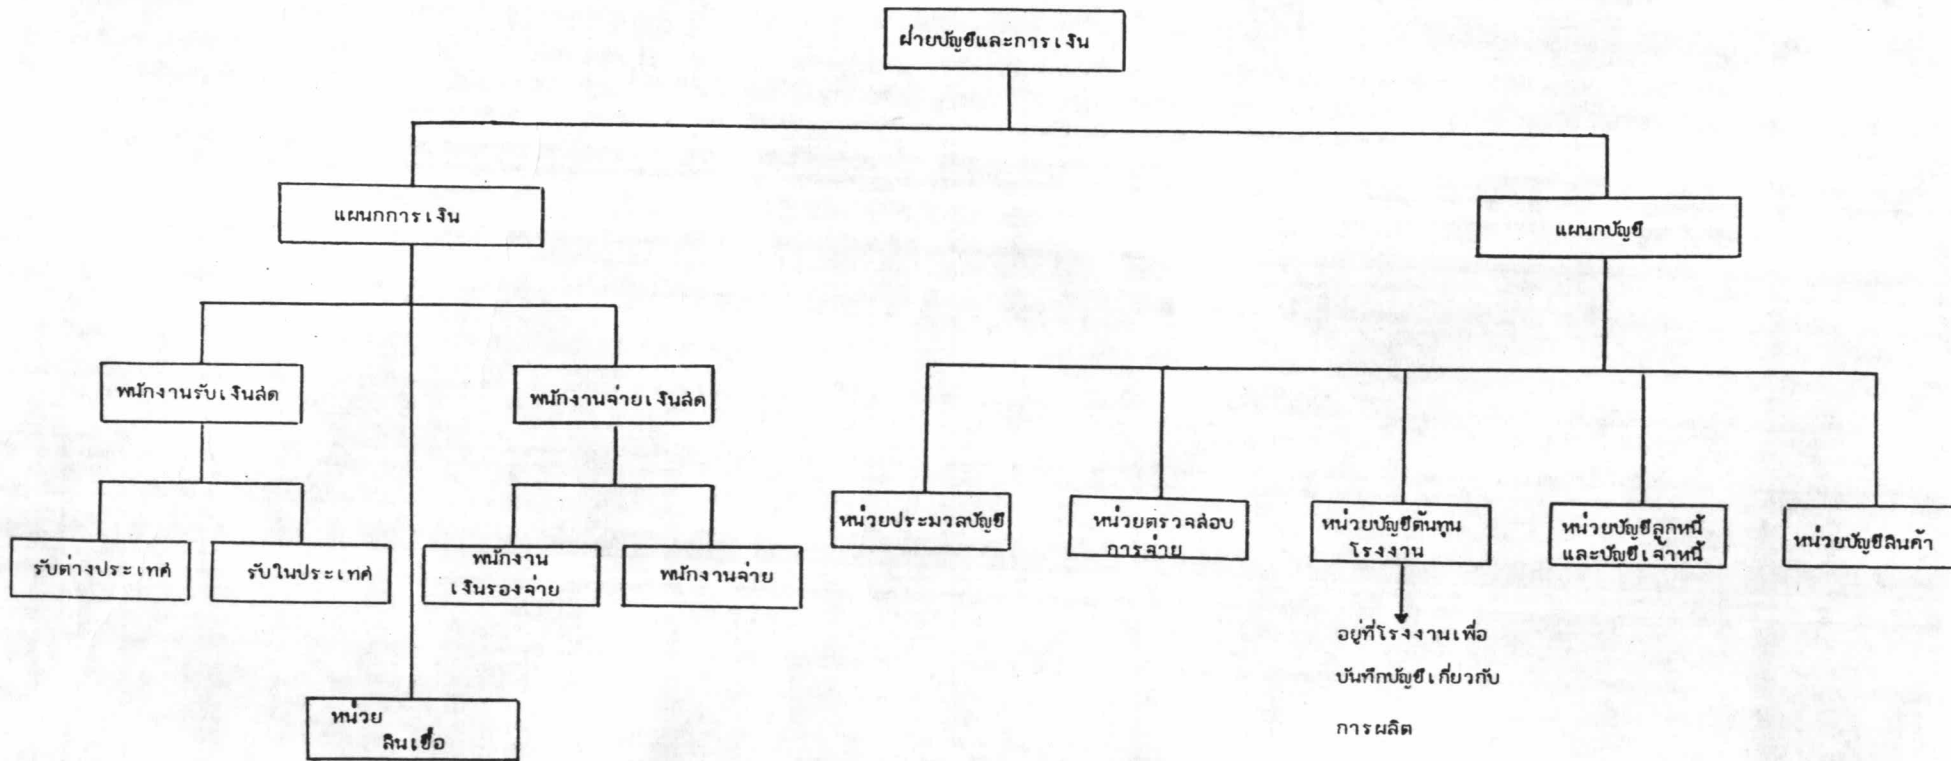 ฝ่ายบัญชีและการเงิน
แผนกการเงิน
แผนกบัญชี
พนักงานรับเงินสด
พนักงานจ่ายเงินสด
หน่วยประมวลบัญชี
หน่วยตรวจสอบ
การจ่าย
หน่วยบัญชีต้นทุน
โรงงาน
หน่วยบัญชีลูกหนี้
และบัญชีเจ้าหนี้
หน่วยบัญชีสินค้า
รับต่างประเทศ
รับในประเทศ
พนักงาน
เงินรองจ่าย
พนักงานจ่าย
อยู่ที่โรงงานเพื่อ
บันทึกบัญชีเกี่ยวกับ
การผลิต
หน่วย
สินเชื่อ